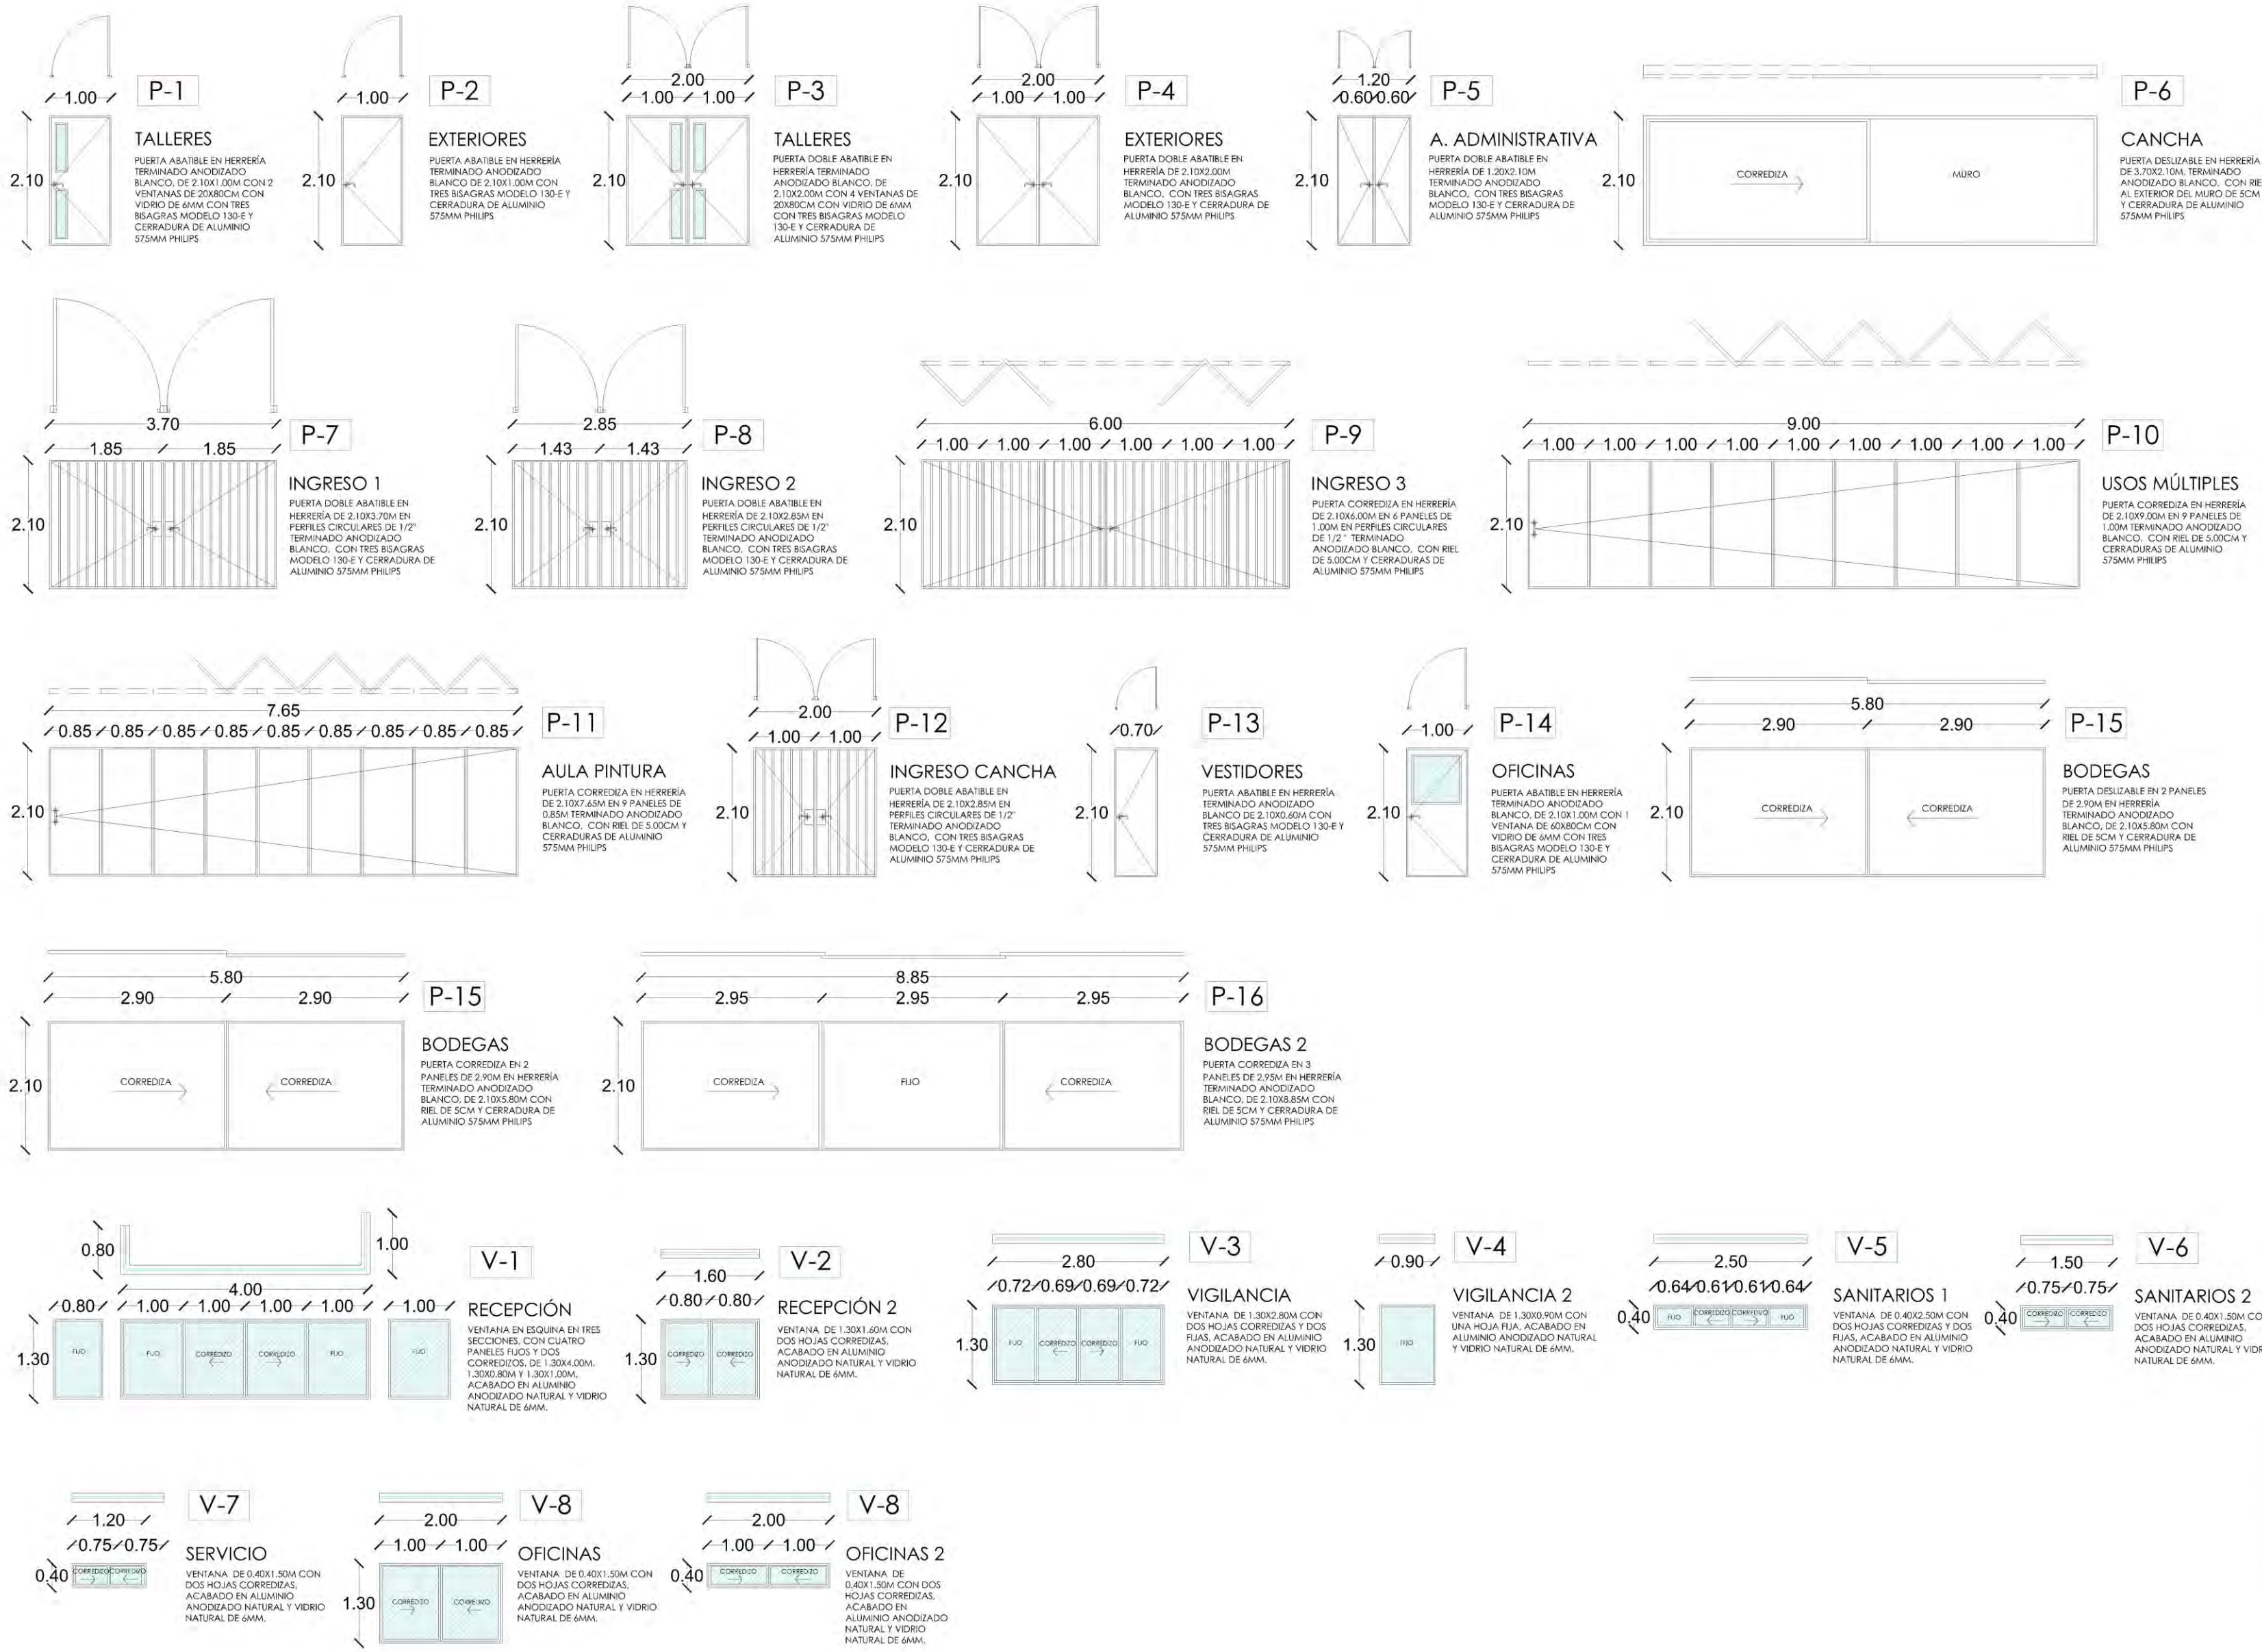 P-1
1.00
2.10
TALLERES
PUERTA ABATIBLE EN HERRERÍA
TERMINADO ANODIZADO
BLANCO, DE 2.10X1.00M CON 2
VENTANAS DE 20X80CM CON
VIDRIO DE 6MM CON TRES
BISAGRAS MODELO 130-E Y
CERRADURA DE ALUMINIO
575MM PHILIPS
P-2
1.00
2.10
EXTERIORES
PUERTA ABATIBLE EN HERRERÍA
TERMINADO ANODIZADO
BLANCO DE 2.10X1.00M CON
TRES BISAGRAS MODELO 130-E Y
CERRADURA DE ALUMINIO
575MM PHILIPS
P-3
2.00
1.00 1.00
2.10
TALLERES
PUERTA DOBLE ABATIBLE EN
HERRERÍA TERMINADO
ANODIZADO BLANCO, DE
2.10X2.00M CON 4 VENTANAS DE
20X80CM CON VIDRIO DE 6MM
CON TRES BISAGRAS MODELO
130-E Y CERRADURA DE
ALUMINIO 575MM PHILIPS
P-4
2.00
1.00 1.00
2.10
EXTERIORES
PUERTA DOBLE ABATIBLE EN
HERRERÍA DE 2.10X2.00M
TERMINADO ANODIZADO
BLANCO, CON TRES BISAGRAS
MODELO 130-E Y CERRADURA DE
ALUMINIO 575MM PHILIPS
P-5
1.20
0.60 0.60
2.10
A. ADMINISTRATIVA
PUERTA DOBLE ABATIBLE EN
HERRERÍA DE 1.20X2.10M
TERMINADO ANODIZADO
BLANCO, CON TRES BISAGRAS
MODELO 130-E Y CERRADURA DE
ALUMINIO 575MM PHILIPS
P-6
2.10
CORREDIZA
MURO
CANCHA
PUERTA DESLIZABLE EN HERRERÍA
DE 3.70X2.10M, TERMINADO
ANODIZADO BLANCO, CON RIE
AL EXTERIOR DEL MURO DE 5CM
Y CERRADURA DE ALUMINIO
575MM PHILIPS
P-7
3.70
1.85 1.85
2.10
INGRESO 1
PUERTA DOBLE ABATIBLE EN
HERRERÍA DE 2.10X3.70M EN
PERFILES CIRCULARES DE 1/2"
TERMINADO ANODIZADO
BLANCO, CON TRES BISAGRAS
MODELO 130-E Y CERRADURA DE
ALUMINIO 575MM PHILIPS
P-8
2.85
1.43 1.43
2.10
INGRESO 2
PUERTA DOBLE ABATIBLE EN
HERRERÍA DE 2.10X2.85M EN
PERFILES CIRCULARES DE 1/2"
TERMINADO ANODIZADO
BLANCO, CON TRES BISAGRAS
MODELO 130-E Y CERRADURA DE
ALUMINIO 575MM PHILIPS
P-9
6.00
1.00 1.00 1.00 1.00 1.00 1.00
2.10
INGRESO 3
PUERTA CORREDIZA EN HERRERÍA
DE 2.10X6.00M EN 6 PANELES DE
1.00M EN PERFILES CIRCULARES
DE 1/2 " TERMINADO
ANODIZADO BLANCO, CON RIEL
DE 5.00CM Y CERRADURAS DE
ALUMINIO 575MM PHILIPS
P-10
9.00
1.00 1.00 1.00 1.00 1.00 1.00 1.00 1.00 1.00
2.10
USOS MÚLTIPLES
PUERTA CORREDIZA EN HERRERÍA
DE 2.10X9.00M EN 9 PANELES DE
1.00M TERMINADO ANODIZADO
BLANCO, CON RIEL DE 5.00CM Y
CERRADURAS DE ALUMINIO
575MM PHILIPS
P-11
7.65
0.85 0.85 0.85 0.85 0.85 0.85 0.85 0.85 0.85
2.10
AULA PINTURA
PUERTA CORREDIZA EN HERRERÍA
DE 2.10X7.65M EN 9 PANELES DE
0.85M TERMINADO ANODIZADO
BLANCO, CON RIEL DE 5.00CM Y
CERRADURAS DE ALUMINIO
575MM PHILIPS
P-12
2.00
1.00 1.00
2.10
INGRESO CANCHA
PUERTA DOBLE ABATIBLE EN
HERRERÍA DE 2.10X2.85M EN
PERFILES CIRCULARES DE 1/2"
TERMINADO ANODIZADO
BLANCO, CON TRES BISAGRAS
MODELO 130-E Y CERRADURA DE
ALUMINIO 575MM PHILIPS
P-13
0.70
2.10
VESTIDORES
PUERTA ABATIBLE EN HERRERÍA
TERMINADO ANODIZADO
BLANCO DE 2.10X0.60M CON
TRES BISAGRAS MODELO 130-E Y
CERRADURA DE ALUMINIO
575MM PHILIPS
P-14
1.00
2.10
OFICINAS
PUERTA ABATIBLE EN HERRERÍA
TERMINADO ANODIZADO
BLANCO, DE 2.10X1.00M CON 1
VENTANA DE 60X80CM CON
VIDRIO DE 6MM CON TRES
BISAGRAS MODELO 130-E Y
CERRADURA DE ALUMINIO
575MM PHILIPS
P-15
5.80
2.90 2.90
2.10
CORREDIZA
CORREDIZA
BODEGAS
PUERTA DESLIZABLE EN 2 PANELES
DE 2.90M EN HERRERÍA
TERMINADO ANODIZADO
BLANCO, DE 2.10X5.80M CON
RIEL DE 5CM Y CERRADURA DE
ALUMINIO 575MM PHILIPS
P-15
5.80
2.90 2.90
2.10
CORREDIZA
CORREDIZA
BODEGAS
PUERTA CORREDIZA EN 2
PANELES DE 2.90M EN HERRERÍA
TERMINADO ANODIZADO
BLANCO, DE 2.10X5.80M CON
RIEL DE 5CM Y CERRADURA DE
ALUMINIO 575MM PHILIPS
P-16
8.85
2.95 2.95 2.95
2.10
CORREDIZA
FIJO
CORREDIZA
BODEGAS 2
PUERTA CORREDIZA EN 3
PANELES DE 2.95M EN HERRERÍA
TERMINADO ANODIZADO
BLANCO, DE 2.10X8.85M CON
RIEL DE 5CM Y CERRADURA DE
ALUMINIO 575MM PHILIPS
V-1
0.80
1.00
4.00
0.80 1.00 1.00 1.00 1.00 1.00
1.30
FIJO
FIJO
CORREDIZO
CORREDIZO
FIJO
FIJO
RECEPCIÓN
VENTANA EN ESQUINA EN TRES
SECCIONES, CON CUATRO
PANELES FIJOS Y DOS
CORREDIZOS, DE 1.30X4.00M,
1.30X0.80M Y 1.30X1.00M,
ACABADO EN ALUMINIO
ANODIZADO NATURAL Y VIDRIO
NATURAL DE 6MM.
V-2
1.60
0.80 0.80
1.30
CORREDIZO
CORREDIZO
RECEPCIÓN 2
VENTANA DE 1.30X1.60M CON
DOS HOJAS CORREDIZAS,
ACABADO EN ALUMINIO
ANODIZADO NATURAL Y VIDRIO
NATURAL DE 6MM.
V-3
2.80
0.72 0.69 0.69 0.72
1.30
FIJO
CORREDIZO
CORREDIZO
FIJO
VIGILANCIA
VENTANA DE 1.30X2.80M CON
DOS HOJAS CORREDIZAS Y DOS
FIJAS, ACABADO EN ALUMINIO
ANODIZADO NATURAL Y VIDRIO
NATURAL DE 6MM.
V-4
0.90
1.30
FIJO
VIGILANCIA 2
VENTANA DE 1.30X0.90M CON
UNA HOJA FIJA, ACABADO EN
ALUMINIO ANODIZADO NATURAL
Y VIDRIO NATURAL DE 6MM.
V-5
2.50
0.64 0.61 0.61 0.64
0.40
FIJO
CORREDIZO
CORREDIZO
FIJO
SANITARIOS 1
VENTANA DE 0.40X2.50M CON
DOS HOJAS CORREDIZAS Y DOS
FIJAS, ACABADO EN ALUMINIO
ANODIZADO NATURAL Y VIDRIO
NATURAL DE 6MM.
V-6
1.50
0.75 0.75
0.40
CORREDIZO
CORREDIZO
SANITARIOS 2
VENTANA DE 0.40X1.50M CO
DOS HOJAS CORREDIZAS,
ACABADO EN ALUMINIO
ANODIZADO NATURAL Y VIDR
NATURAL DE 6MM.
V-7
1.20
0.75 0.75
0.40
CORREDIZO
CORREDIZO
SERVICIO
VENTANA DE 0.40X1.50M CON
DOS HOJAS CORREDIZAS,
ACABADO EN ALUMINIO
ANODIZADO NATURAL Y VIDRIO
NATURAL DE 6MM.
V-8
2.00
1.00 1.00
1.30
CORREDIZO
CORREDIZO
OFICINAS
VENTANA DE 0.40X1.50M CON
DOS HOJAS CORREDIZAS,
ACABADO EN ALUMINIO
ANODIZADO NATURAL Y VIDRIO
NATURAL DE 6MM.
V-8
2.00
1.00 1.00
0.40
CORREDIZO
CORREDIZO
OFICINAS 2
VENTANA DE
0.40X1.50M CON DOS
HOJAS CORREDIZAS,
ACABADO EN
ALUMINIO ANODIZADO
NATURAL Y VIDRIO
NATURAL DE 6MM.